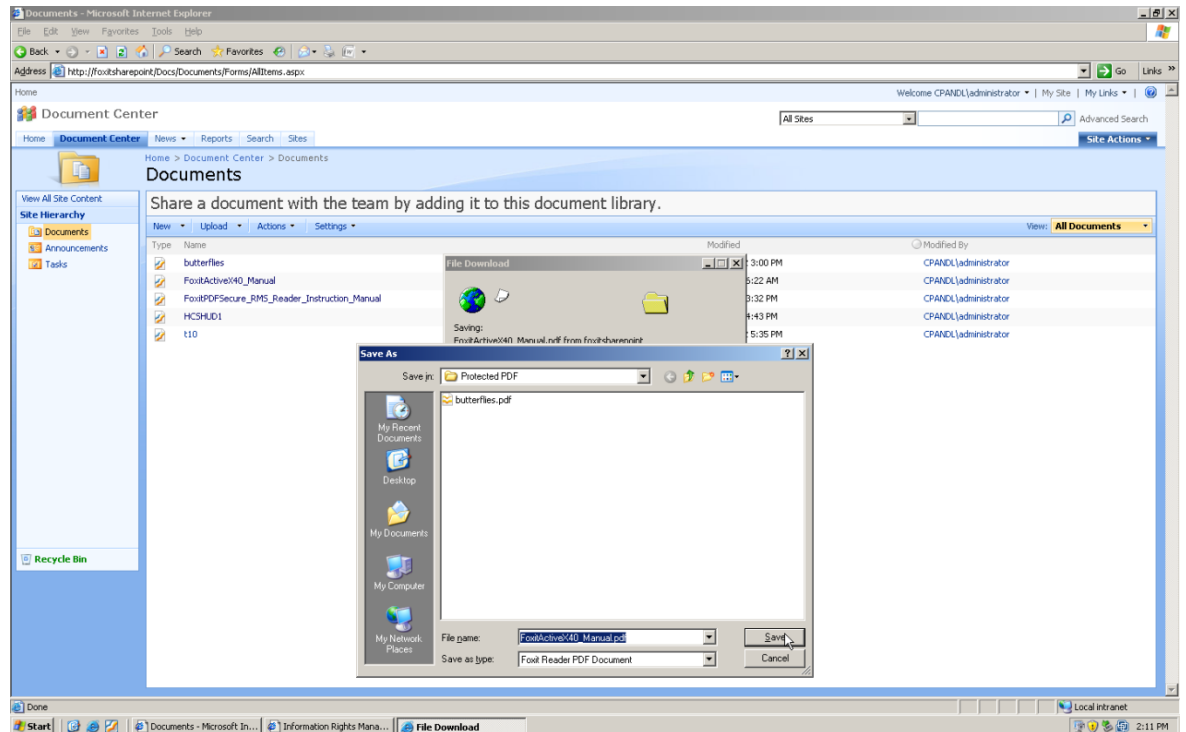 Documents - Microsoft Internet Explorer
File Edit View Favorites Tools Help
Back Search Favorites
Address http://foxitsharepoint/Docs/Documents/Forms/AllItems.aspx Go Links »
Home Welcome CPANDL\administrator | My Site | My Links |
Document Center All Sites Advanced Search
Home Document Center News Reports Search Sites Site Actions
Home > Document Center > Documents
Documents
View All Site Content
Site Hierarchy
Documents
Announcements
Tasks
Recycle Bin
Share a document with the team by adding it to this document library.
New Upload Actions Settings View: All Documents
Type Name Modified Modified By
butterflies 3:00 PM CPANDL\administrator
FoxitActiveX40_Manual 5:22 AM CPANDL\administrator
FoxitPDFSecure_RMS_Reader_Instruction_Manual 3:32 PM CPANDL\administrator
HCSHUD1 4:43 PM CPANDL\administrator
t10 5:35 PM CPANDL\administrator
File Download
Saving:
FoxitActiveX40_Manual.pdf from foxitsharepoint
Save As
Save in: Protected PDF
butterflies.pdf
My Recent
Documents
Desktop
My Documents
My Computer
My Network
Places
File name: FoxitActiveX40_Manual.pdf Save
Save as type: Foxit Reader PDF Document Cancel
Done Local intranet
Start Documents - Microsoft In... Information Rights Mana... File Download 2:11 PM